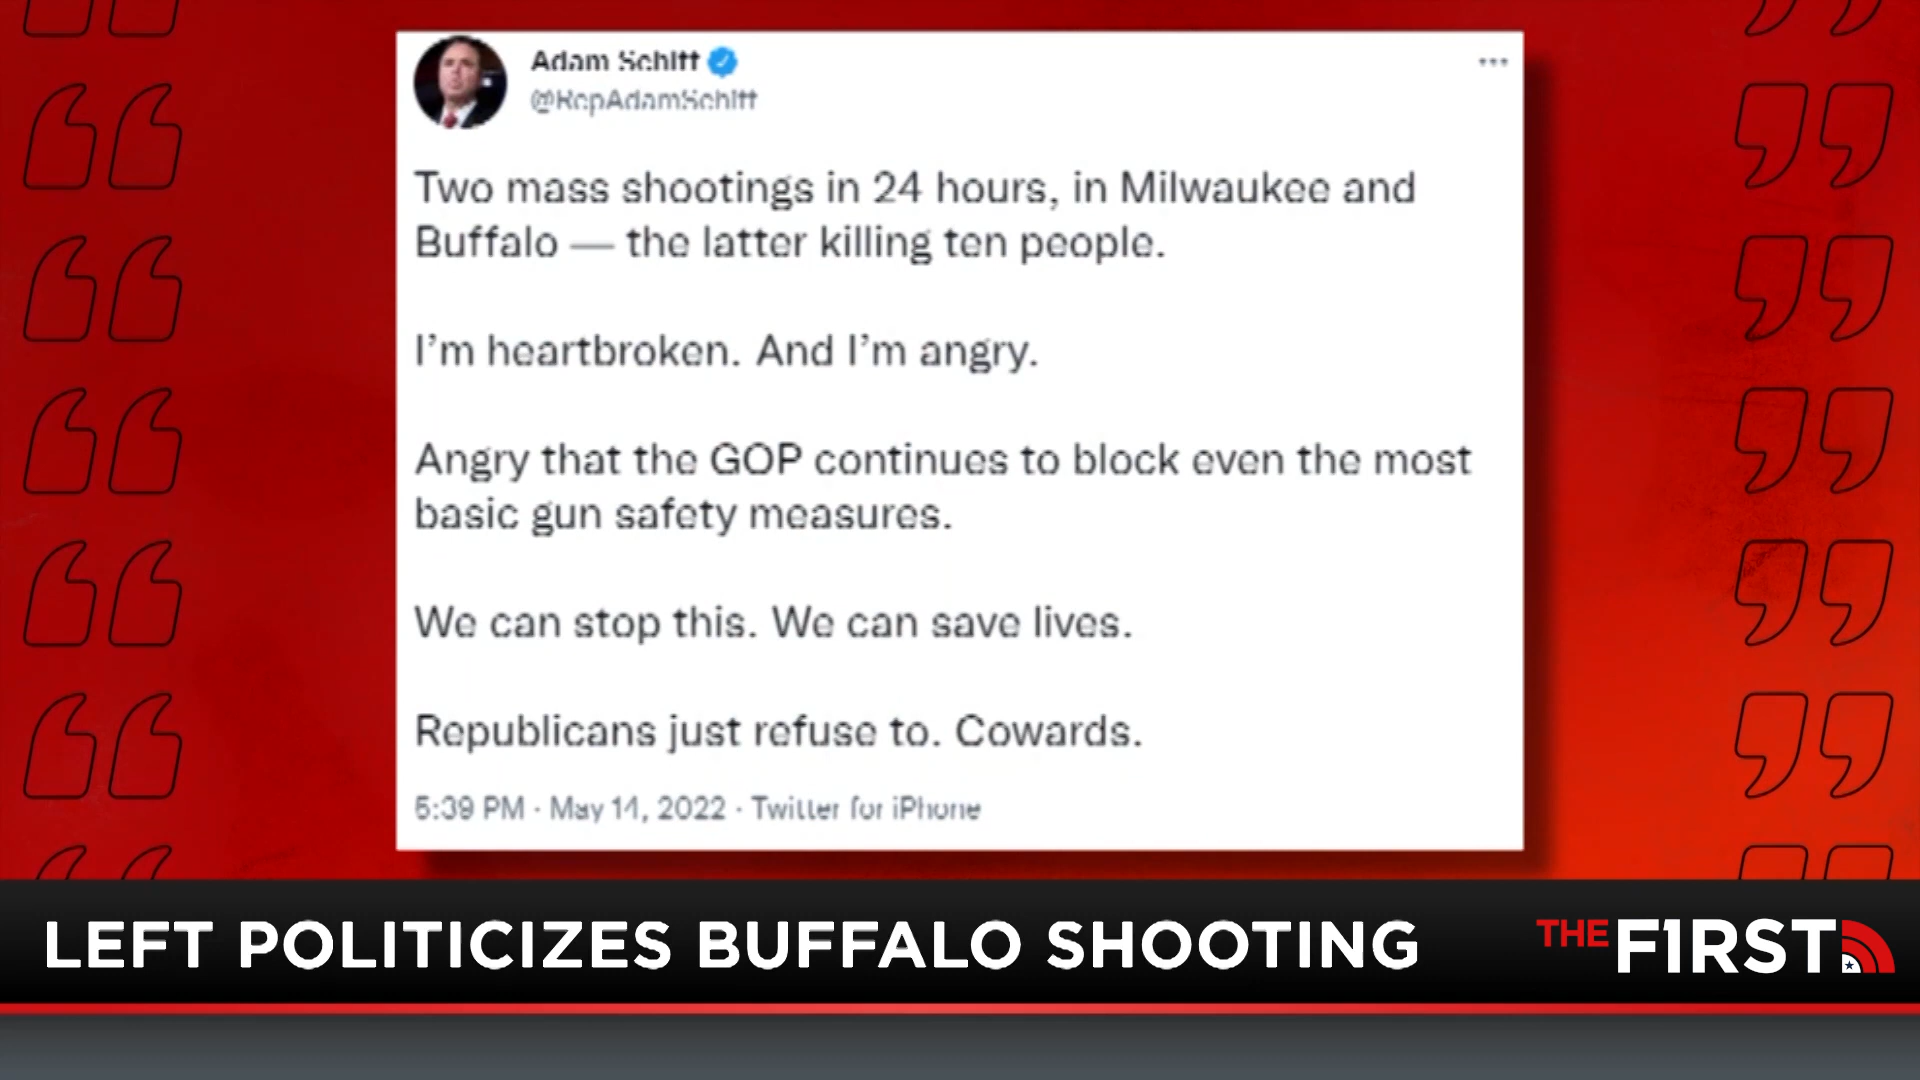 Adam Schiff
@RepAdamSchiff
Two mass shootings in 24 hours, in Milwaukee and
Buffalo — the latter killing ten people.
I'm heartbroken. And I'm angry.
Angry that the GOP continues to block even the most
basic gun safety measures.
We can stop this. We can save lives.
Republicans just refuse to. Cowards.
5:39 PM · May 14, 2022 · Twitter for iPhone
LEFT POLITICIZES BUFFALO SHOOTING
THE F1RST